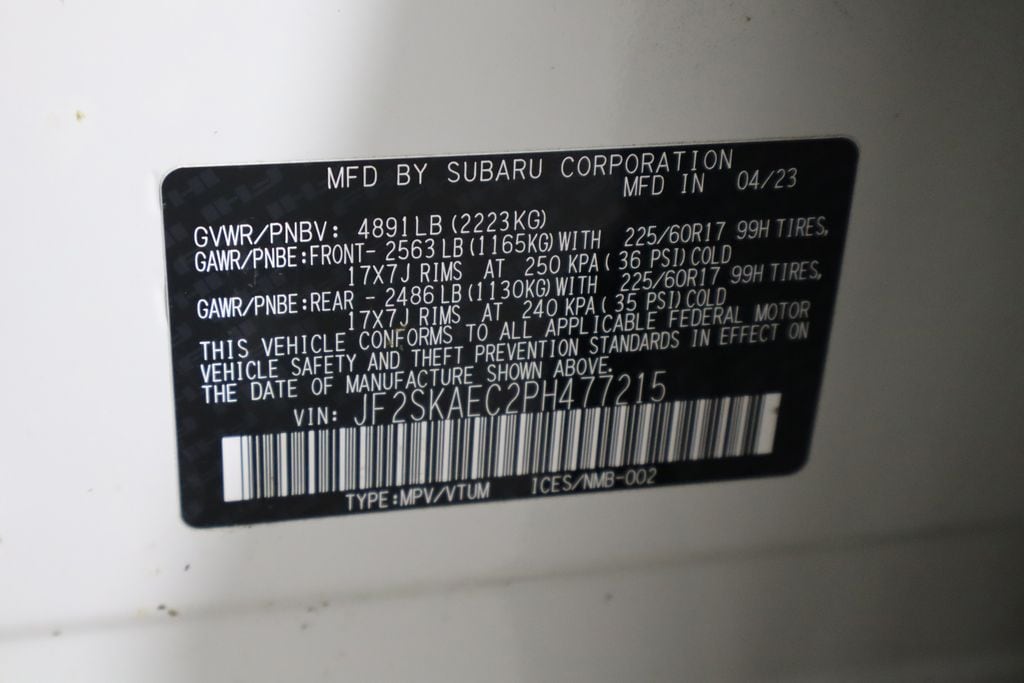 MFD BY SUBARU CORPORATION
MFD IN 04/23
GVWR/PNBV: 4891LB (2223KG)
GAWR/PNBE:FRONT- 2563 LB (1165KG) WITH 225/60R17 99H TIRES,
17X7J RIMS AT 250 KPA ( 36 PSI) COLD
GAWR/PNBE:REAR - 2486 LB (1130KG) WITH 225/60R17 99H TIRES,
17X7J RIMS AT 240 KPA ( 35 PSI) COLD
THIS VEHICLE CONFORMS TO ALL APPLICABLE FEDERAL MOTOR
VEHICLE SAFETY AND THEFT PREVENTION STANDARDS IN EFFECT ON
THE DATE OF MANUFACTURE SHOWN ABOVE.
VIN: JF2SKAEC2PH477215
TYPE:MPV/VTUM ICES/NMB-002